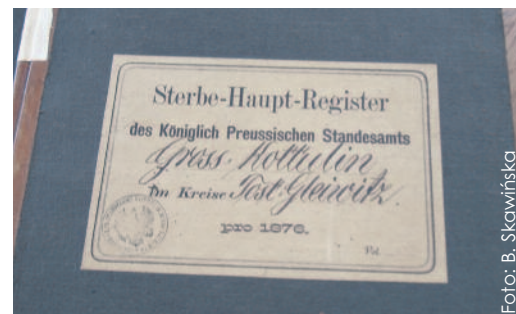 Sterbe-Haupt-Register
des Königlich Preussischen Standesamts
Gross-Kottulin
im Kreise Tost-Gleiwitz.
pro 1876.
Foto: B. Skawińska